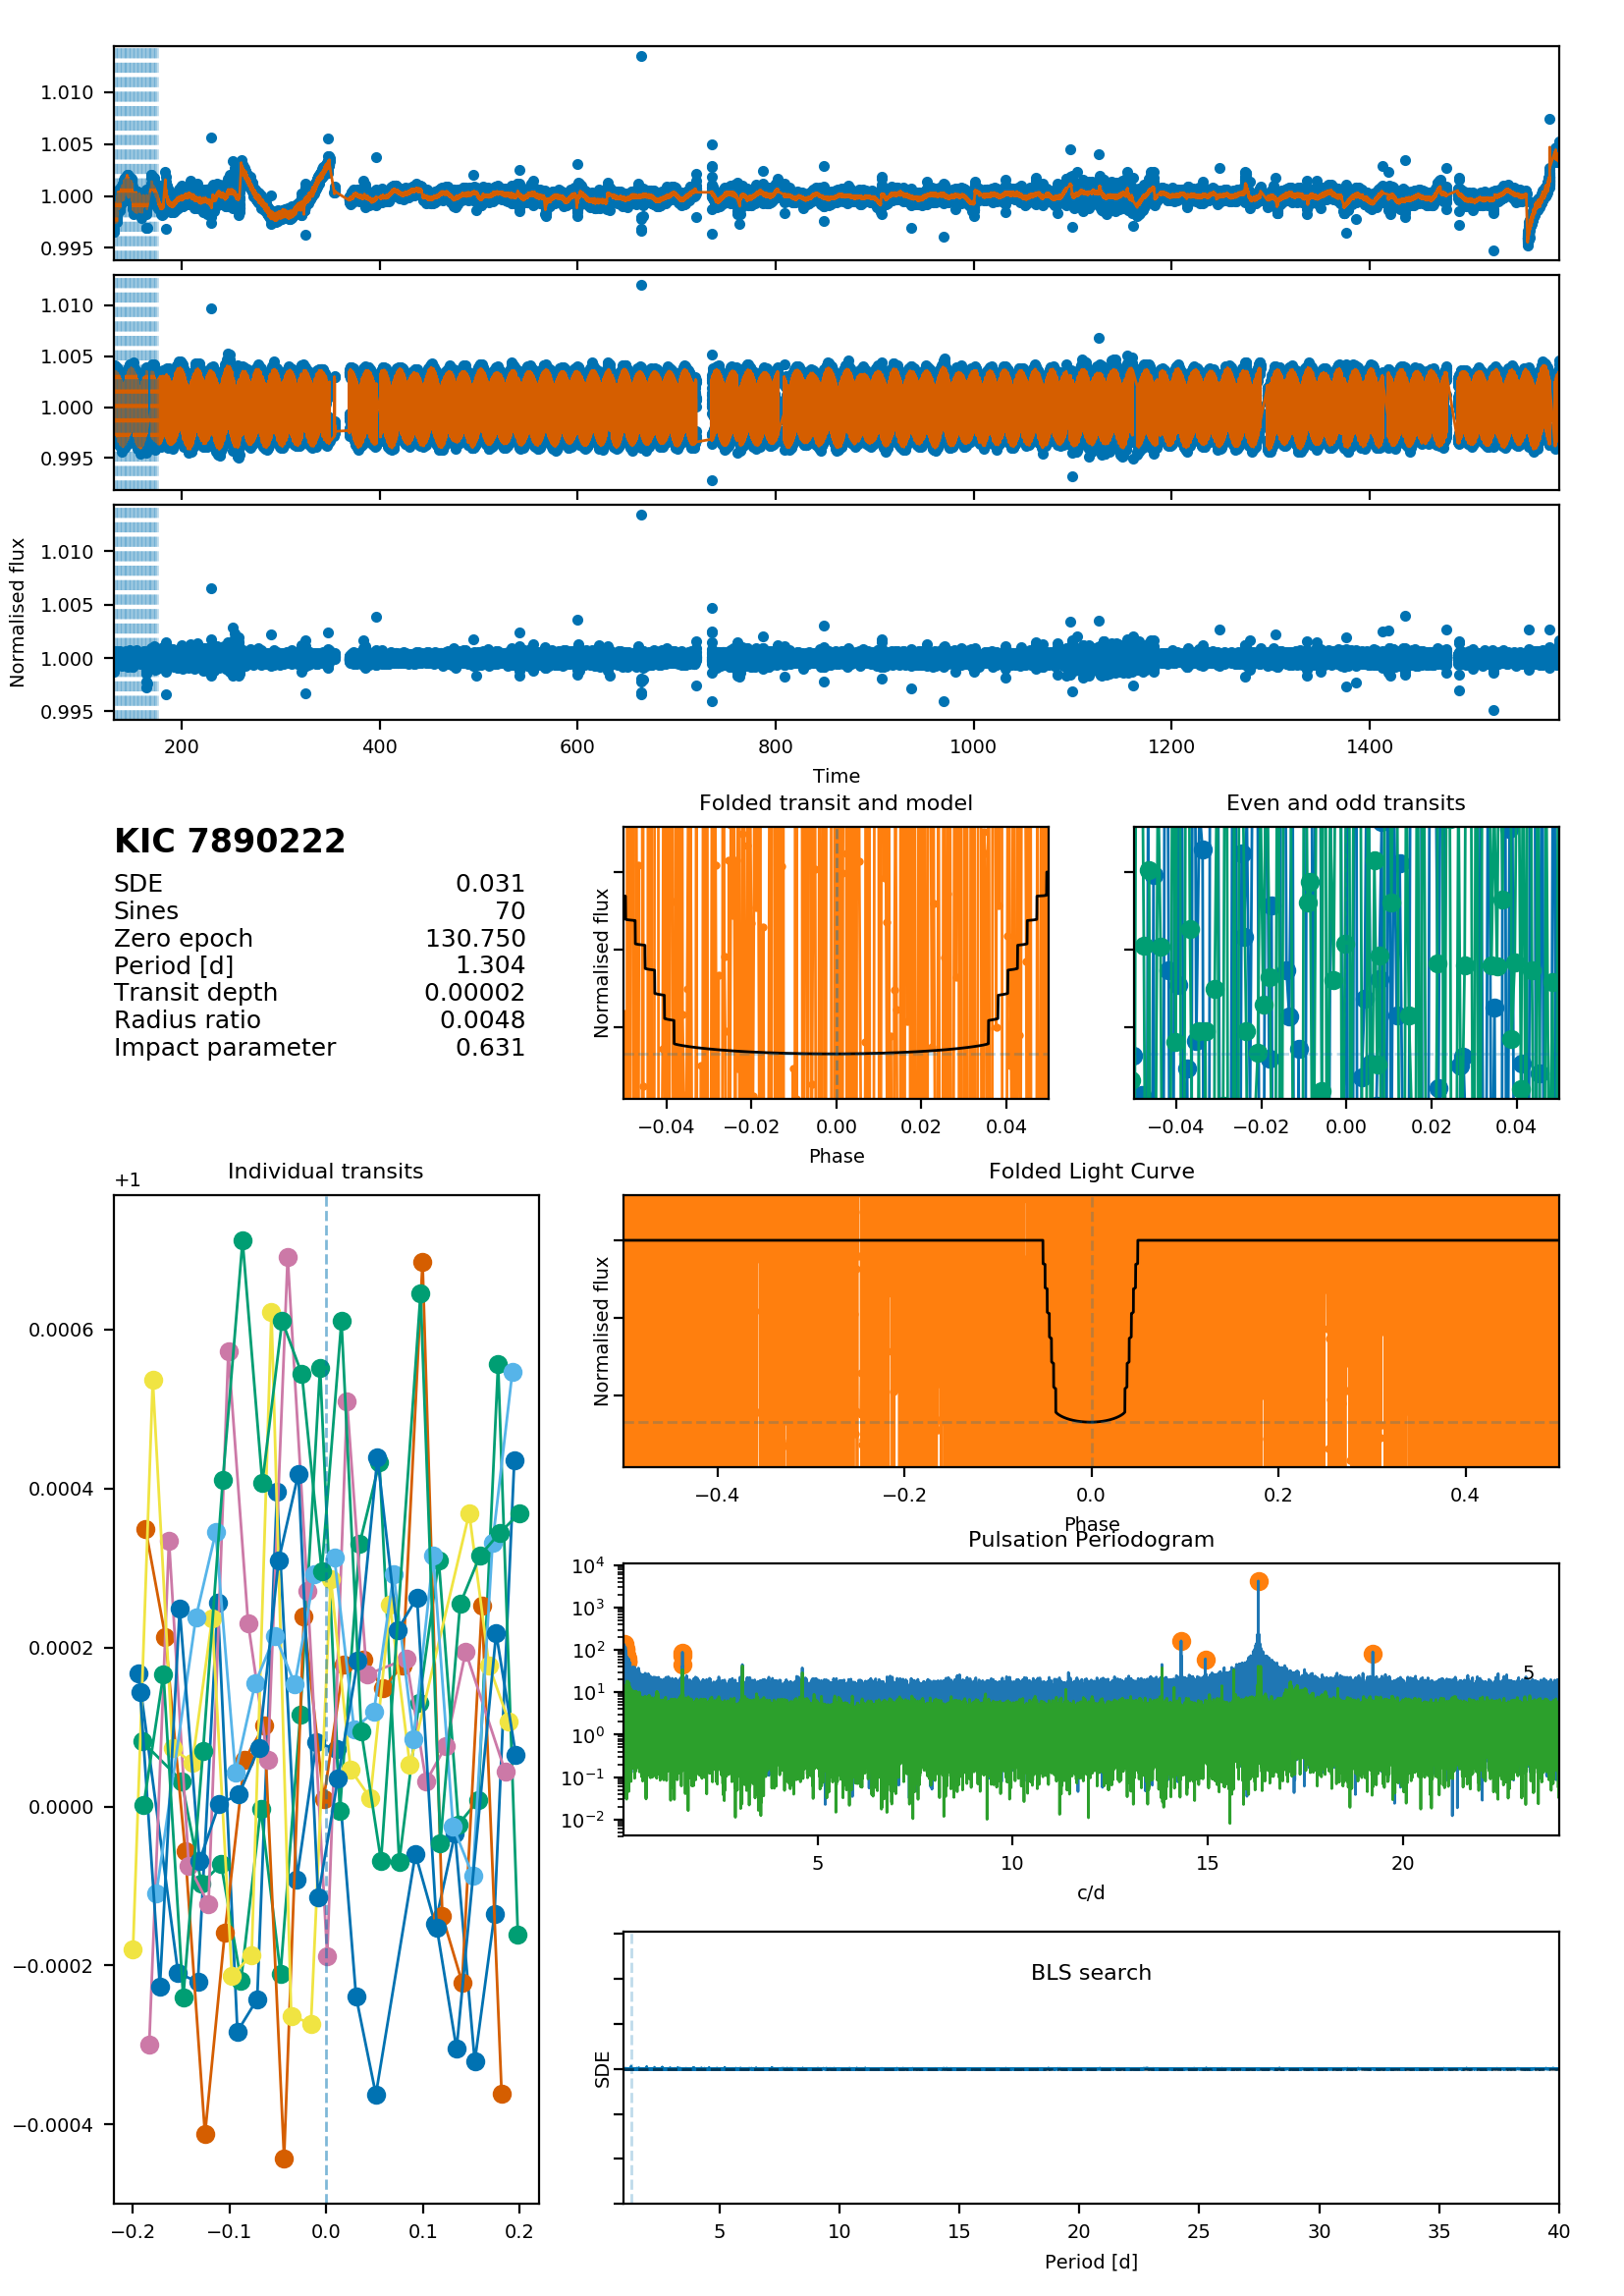 1.010
1.005
1.000
0.995
1.010
1.005
1.000
0.995
1.010
1.005
1.000
0.995
Normalised flux
200 400 600 800 1000 1200 1400
Time
KIC 7890222
SDE 0.031
Sines 70
Zero epoch 130.750
Period [d] 1.304
Transit depth 0.00002
Radius ratio 0.0048
Impact parameter 0.631
Folded transit and model
Normalised flux
−0.04 −0.02 0.00 0.02 0.04
Phase
Even and odd transits
−0.04 −0.02 0.00 0.02 0.04
Individual transits
+1
0.0006
0.0004
0.0002
0.0000
−0.0002
−0.0004
−0.2 −0.1 0.0 0.1 0.2
Folded Light Curve
Normalised flux
−0.4 −0.2 0.0 0.2 0.4
Phase
Pulsation Periodogram
10⁴
10³
10²
10¹
10⁰
10⁻¹
10⁻²
5
5 10 15 20
c/d
BLS search
SDE
5 10 15 20 25 30 35 40
Period [d]